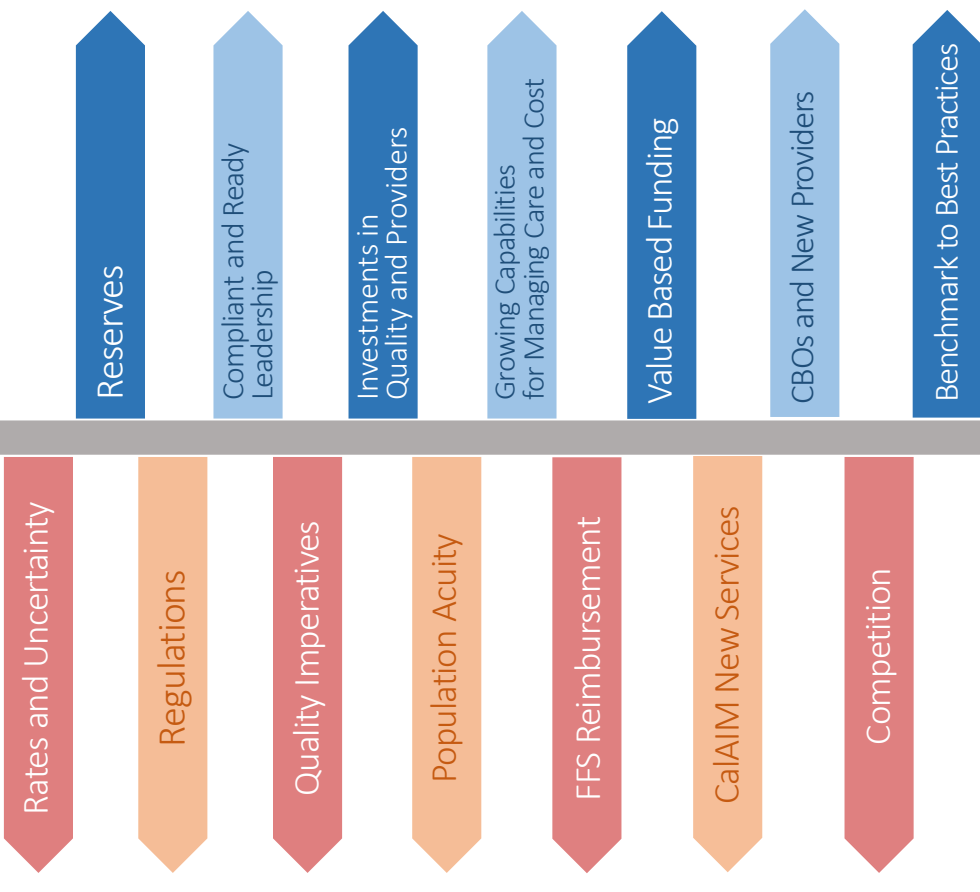 Reserves
Compliant and Ready
Leadership
Investments in
Quality and Providers
Growing Capabilities
for Managing Care and Cost
Value Based Funding
CBOs and New Providers
Benchmark to Best Practices
Rates and Uncertainty
Regulations
Quality Imperatives
Population Acuity
FFS Reimbursement
CalAIM New Services
Competition